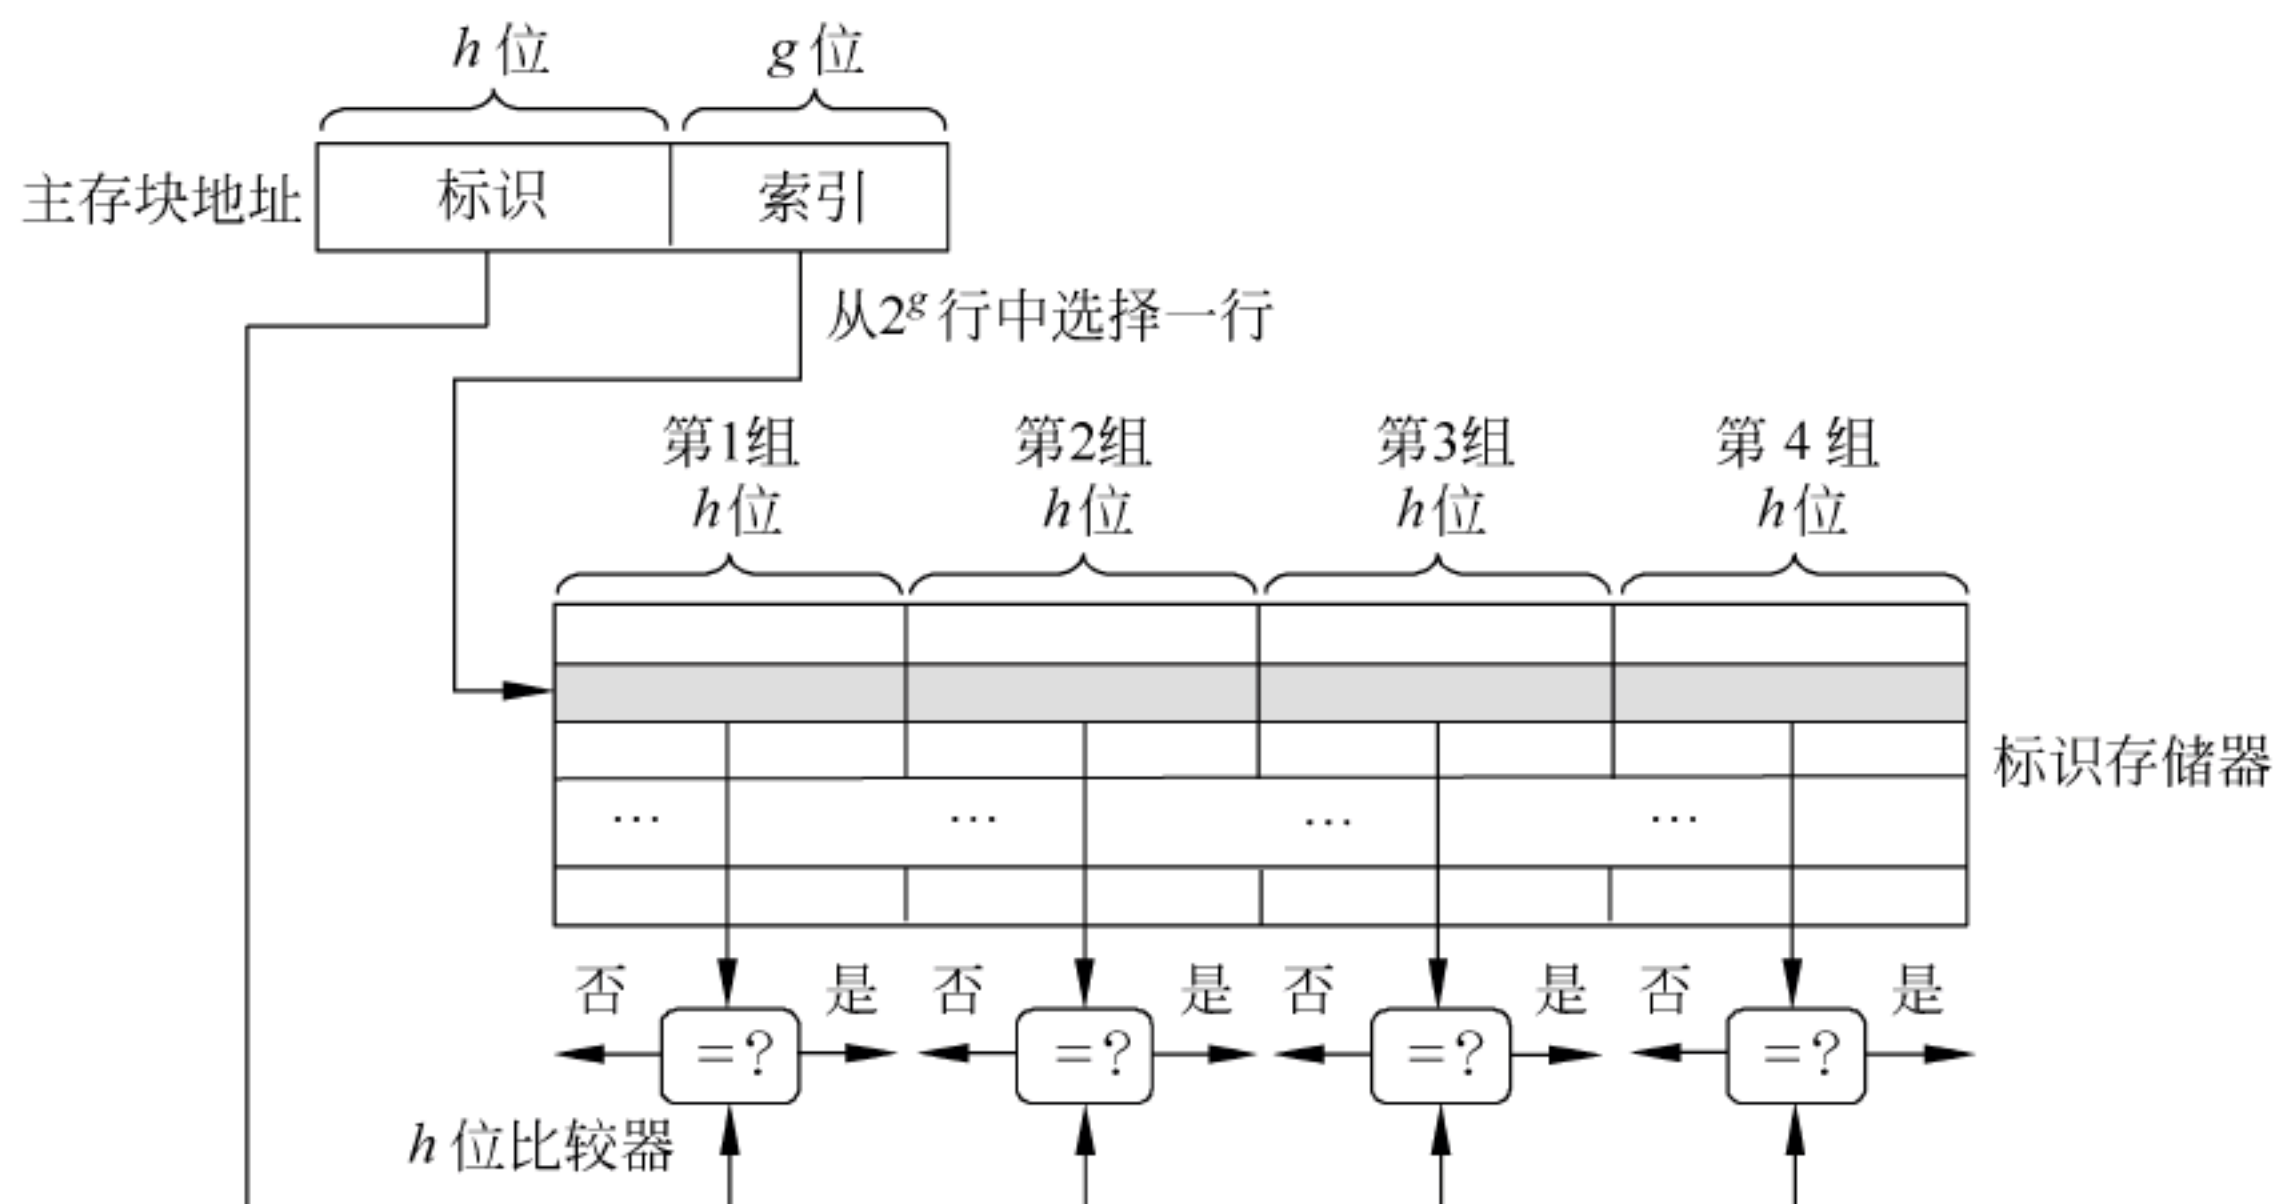 h位 g位
主存块地址 标识 索引
从2^g行中选择一行
第1组 第2组 第3组 第4组
h位 h位 h位 h位
标识存储器
… … … …
否 是 否 是 否 是 否 是
=? =? =? =?
h位比较器